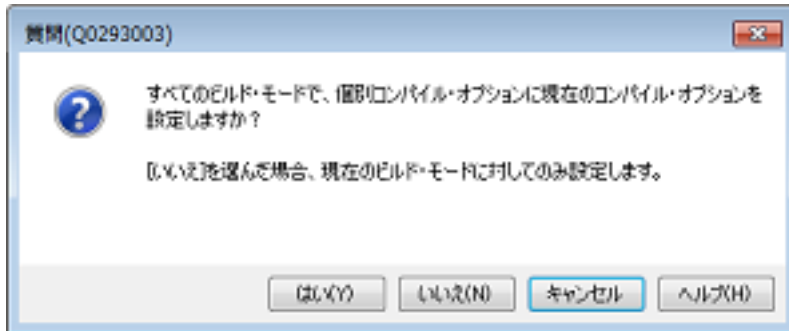 質問(Q0293003)
すべてのビルド・モードで、個別コンパイル・オプションに現在のコンパイル・オプションを
設定しますか?
[いいえ]を選んだ場合、現在のビルド・モードに対してのみ設定します。
はい(Y) いいえ(N) キャンセル ヘルプ(H)